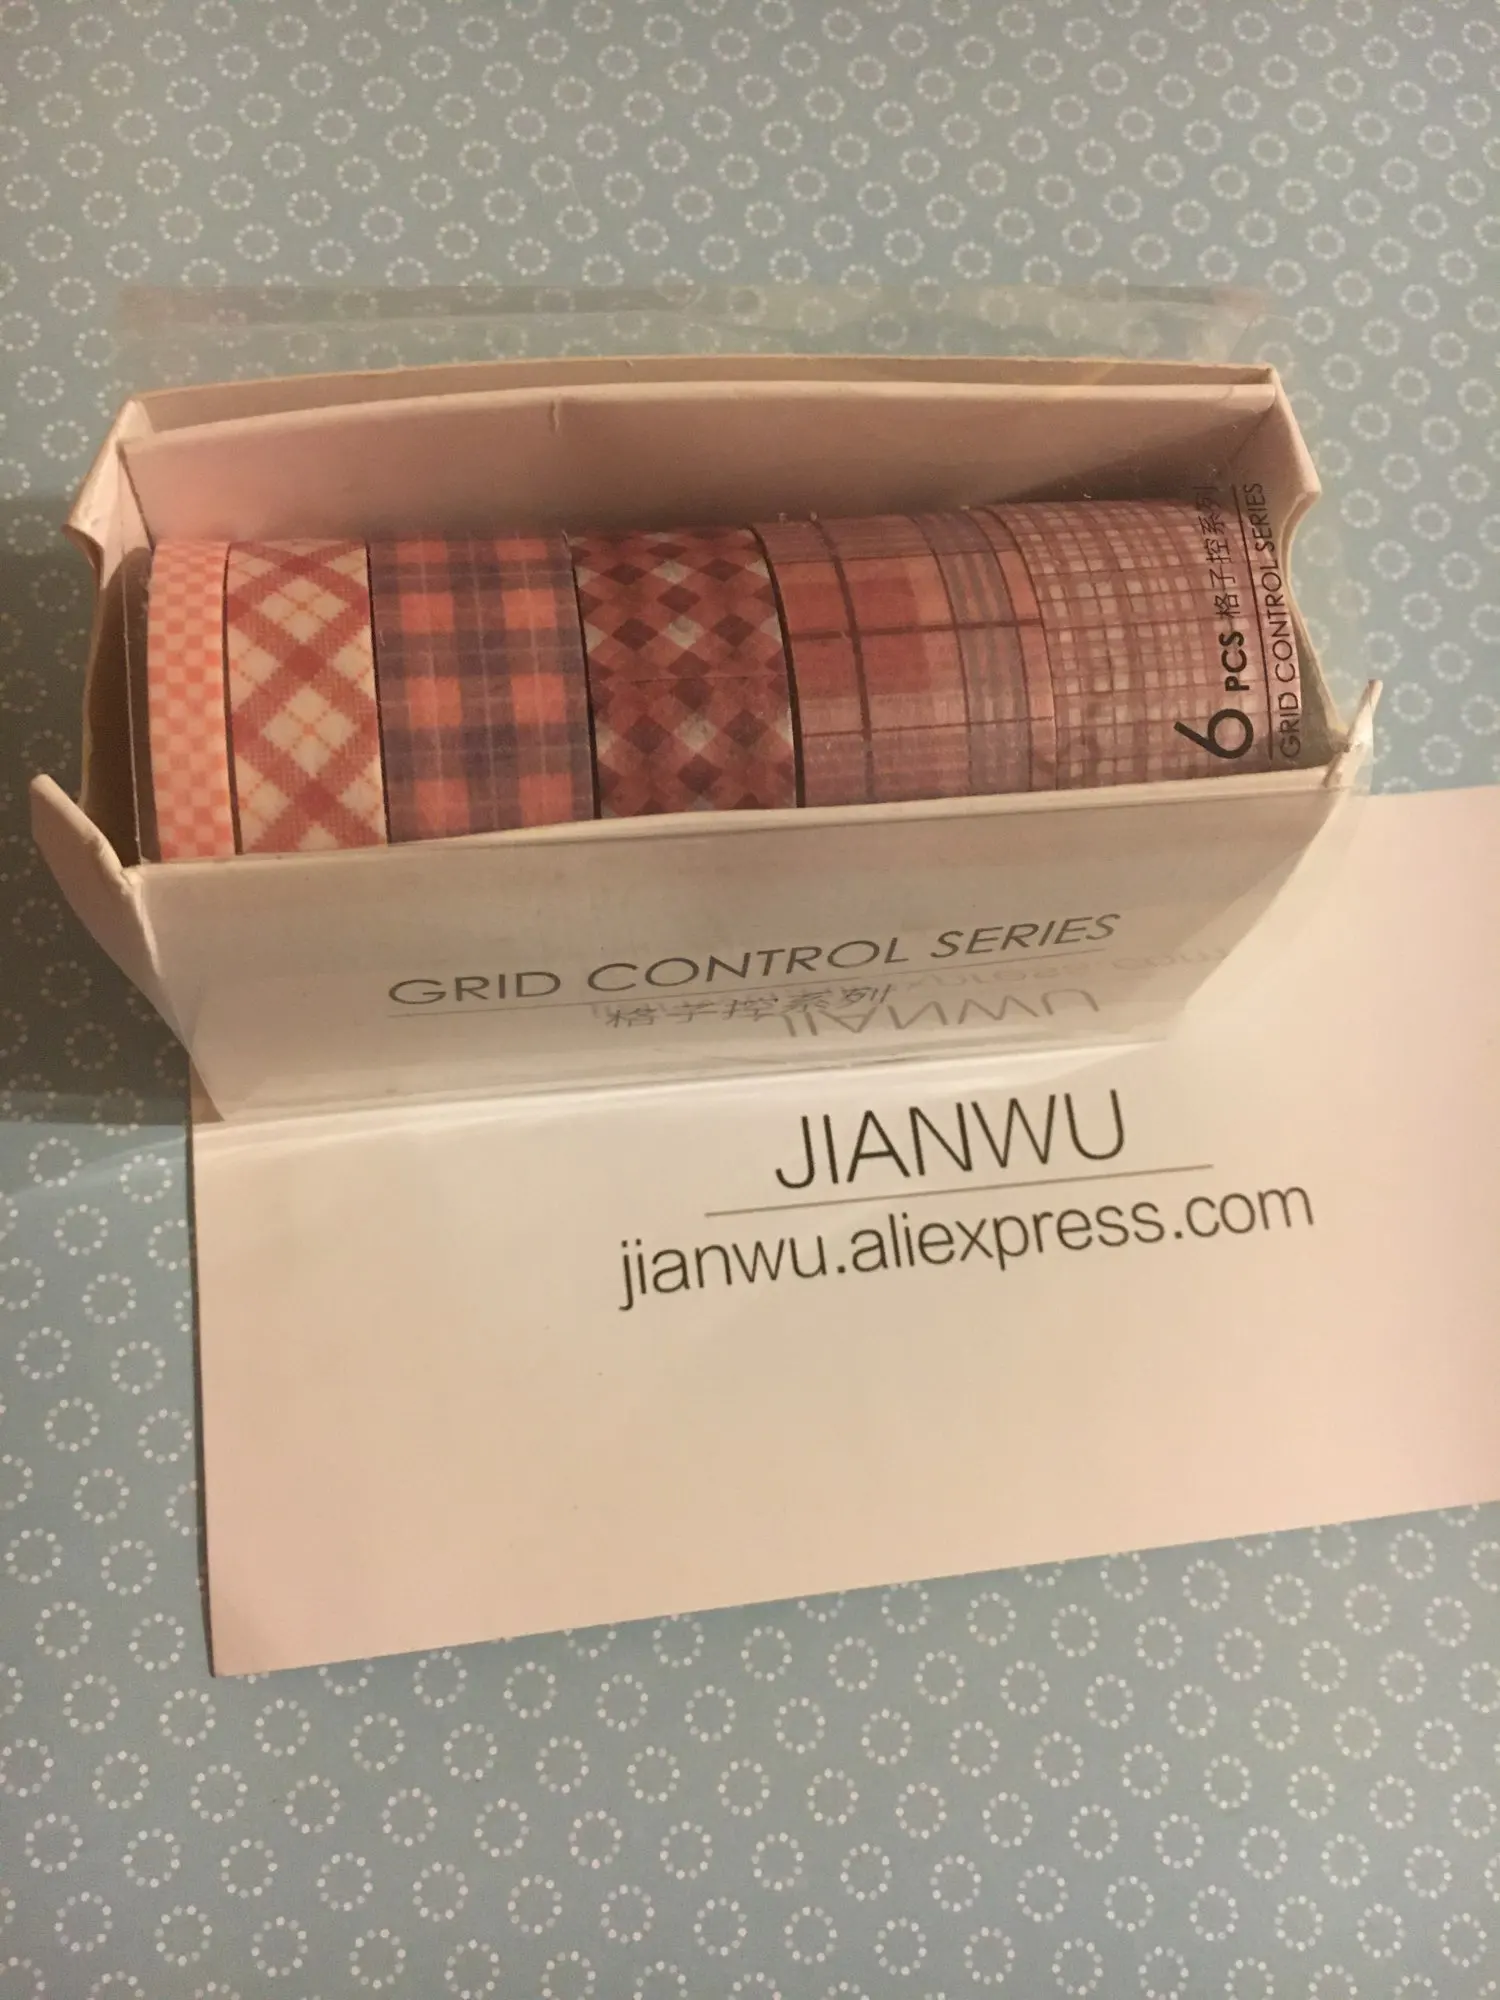 6 PCS 格子控系列
GRID CONTROL SERIES
GRID CONTROL SERIES
格子控系列
JIANWU
jianwu.aliexpress.com